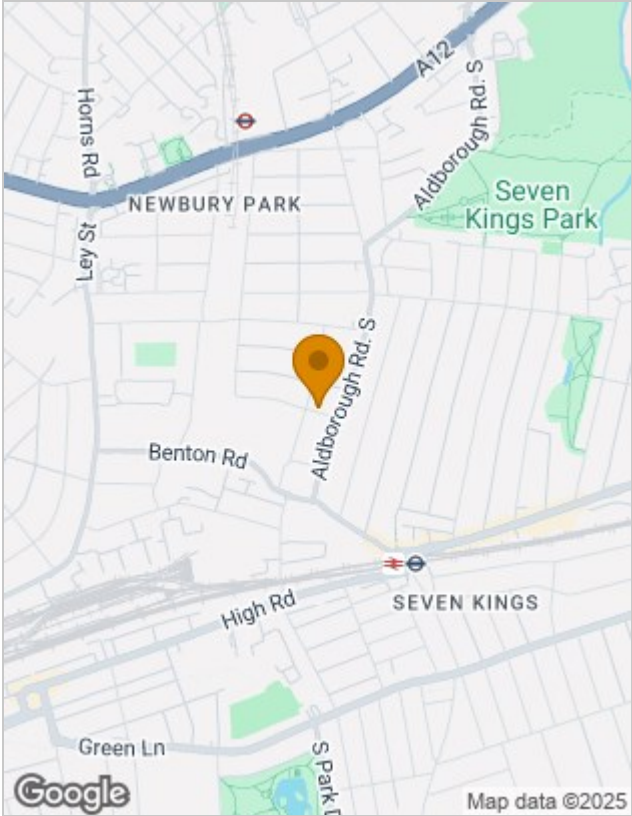 A12
Horns Rd
Aldborough Rd. S
Seven
Kings Park
NEWBURY PARK
Ley St
Aldborough Rd. S
Benton Rd
SEVEN KINGS
High Rd
Green Ln
S Park D
Google
Map data ©2025